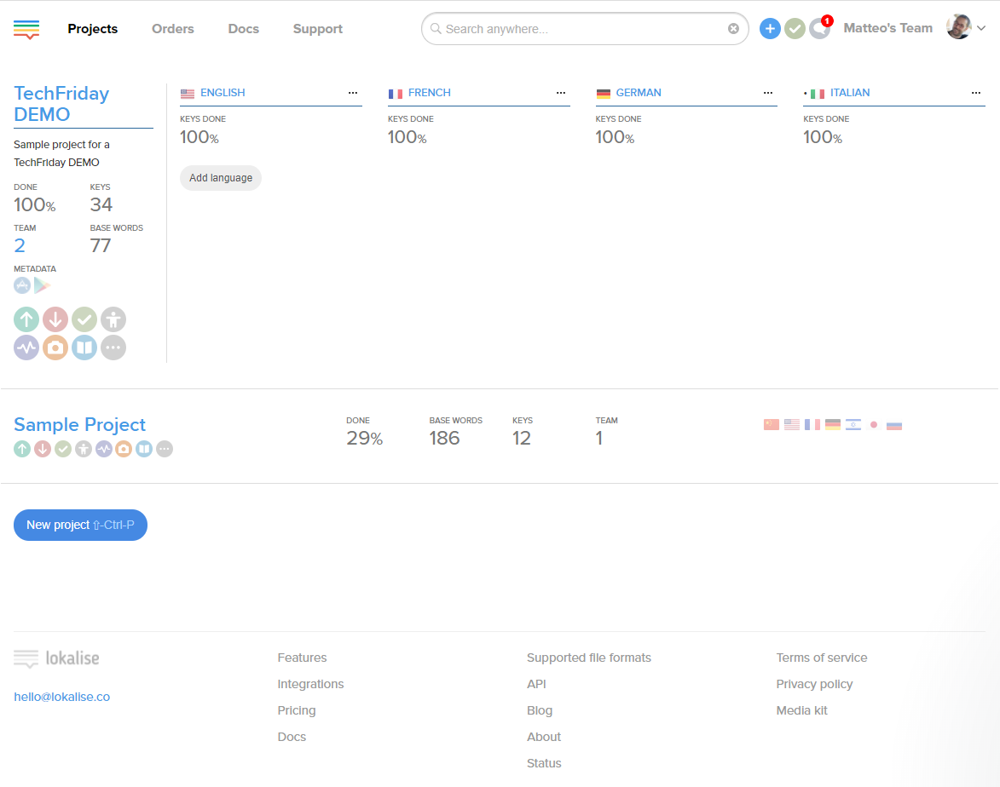 Projects Orders Docs Support Search anywhere... 1 Matteo's Team
TechFriday
DEMO
Sample project for a
TechFriday DEMO
DONE KEYS
100% 34
TEAM BASE WORDS
2 77
METADATA
ENGLISH ... FRENCH ... GERMAN ... • ITALIAN ...
KEYS DONE KEYS DONE KEYS DONE KEYS DONE
100% 100% 100% 100%
Add language
Sample Project
DONE BASE WORDS KEYS TEAM
29% 186 12 1
New project ⇧-Ctrl-P
lokalise
hello@lokalise.co
Features
Integrations
Pricing
Docs
Supported file formats
API
Blog
About
Status
Terms of service
Privacy policy
Media kit